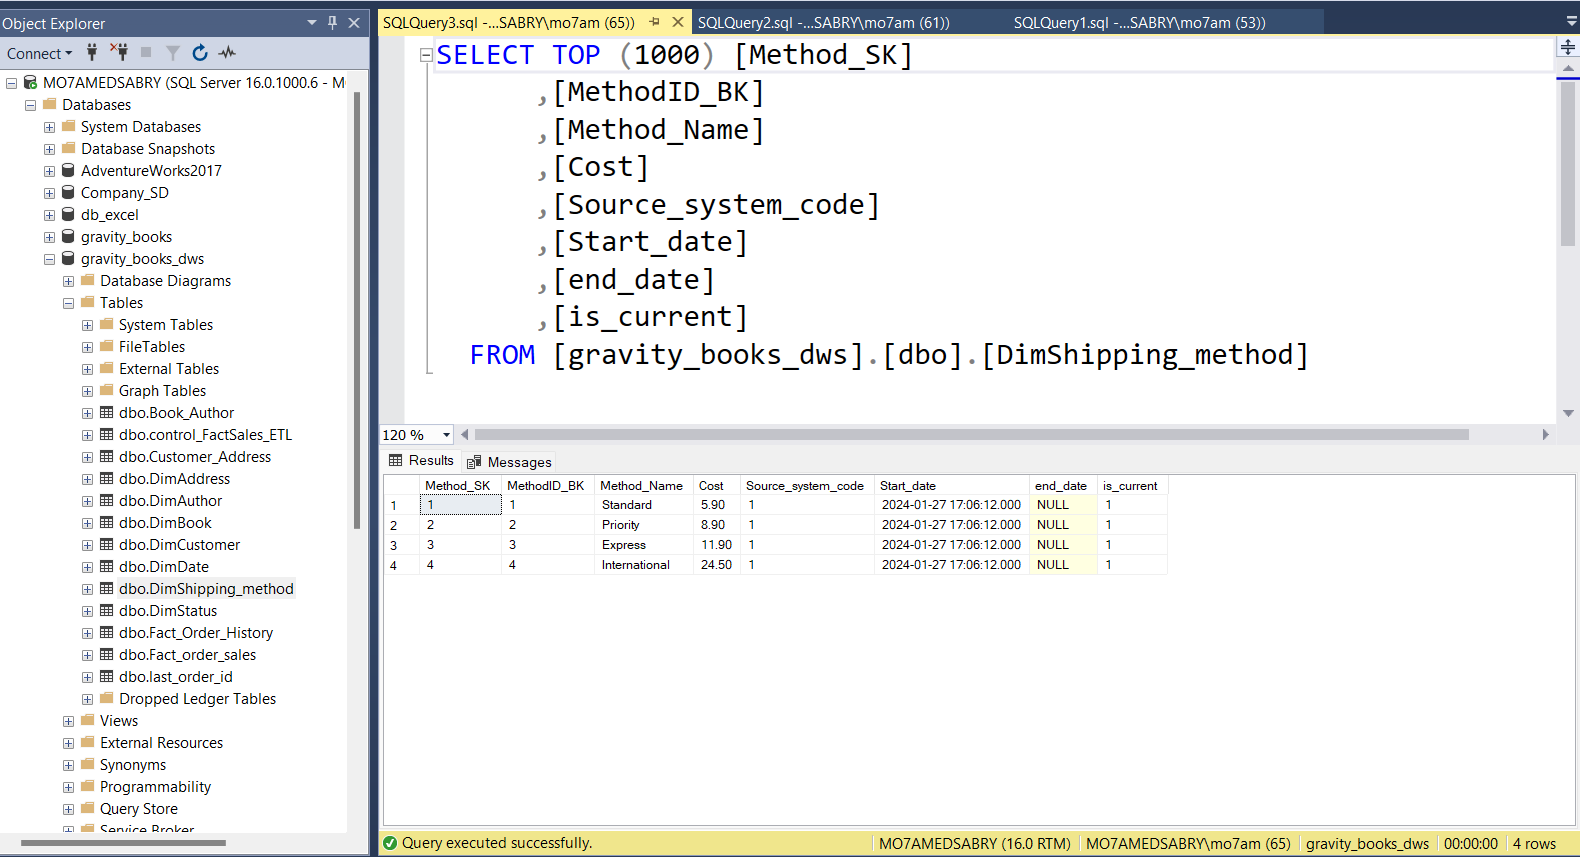 Object Explorer
Connect
MO7AMEDSABRY (SQL Server 16.0.1000.6 - M
Databases
System Databases
Database Snapshots
AdventureWorks2017
Company_SD
db_excel
gravity_books
gravity_books_dws
Database Diagrams
Tables
System Tables
FileTables
External Tables
Graph Tables
dbo.Book_Author
dbo.control_FactSales_ETL
dbo.Customer_Address
dbo.DimAddress
dbo.DimAuthor
dbo.DimBook
dbo.DimCustomer
dbo.DimDate
dbo.DimShipping_method
dbo.DimStatus
dbo.Fact_Order_History
dbo.Fact_order_sales
dbo.last_order_id
Dropped Ledger Tables
Views
External Resources
Synonyms
Programmability
Query Store
Service Broker
SQLQuery3.sql -...SABRY\mo7am (65)) SQLQuery2.sql -...SABRY\mo7am (61)) SQLQuery1.sql -...SABRY\mo7am (53))
SELECT TOP (1000) [Method_SK]
,[MethodID_BK]
,[Method_Name]
,[Cost]
,[Source_system_code]
,[Start_date]
,[end_date]
,[is_current]
FROM [gravity_books_dws].[dbo].[DimShipping_method]
120 %
Results Messages
Method_SK MethodID_BK Method_Name Cost Source_system_code Start_date end_date is_current
1 1 1 Standard 5.90 1 2024-01-27 17:06:12.000 NULL 1
2 2 2 Priority 8.90 1 2024-01-27 17:06:12.000 NULL 1
3 3 3 Express 11.90 1 2024-01-27 17:06:12.000 NULL 1
4 4 4 International 24.50 1 2024-01-27 17:06:12.000 NULL 1
Query executed successfully. MO7AMEDSABRY (16.0 RTM) MO7AMEDSABRY\mo7am (65) gravity_books_dws 00:00:00 4 rows